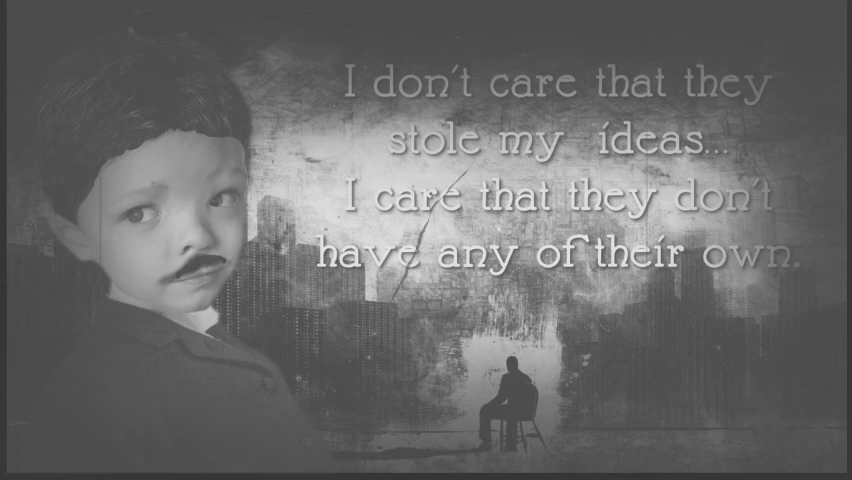 I don't care that they
stole my ideas...
I care that they don't
have any of their own.